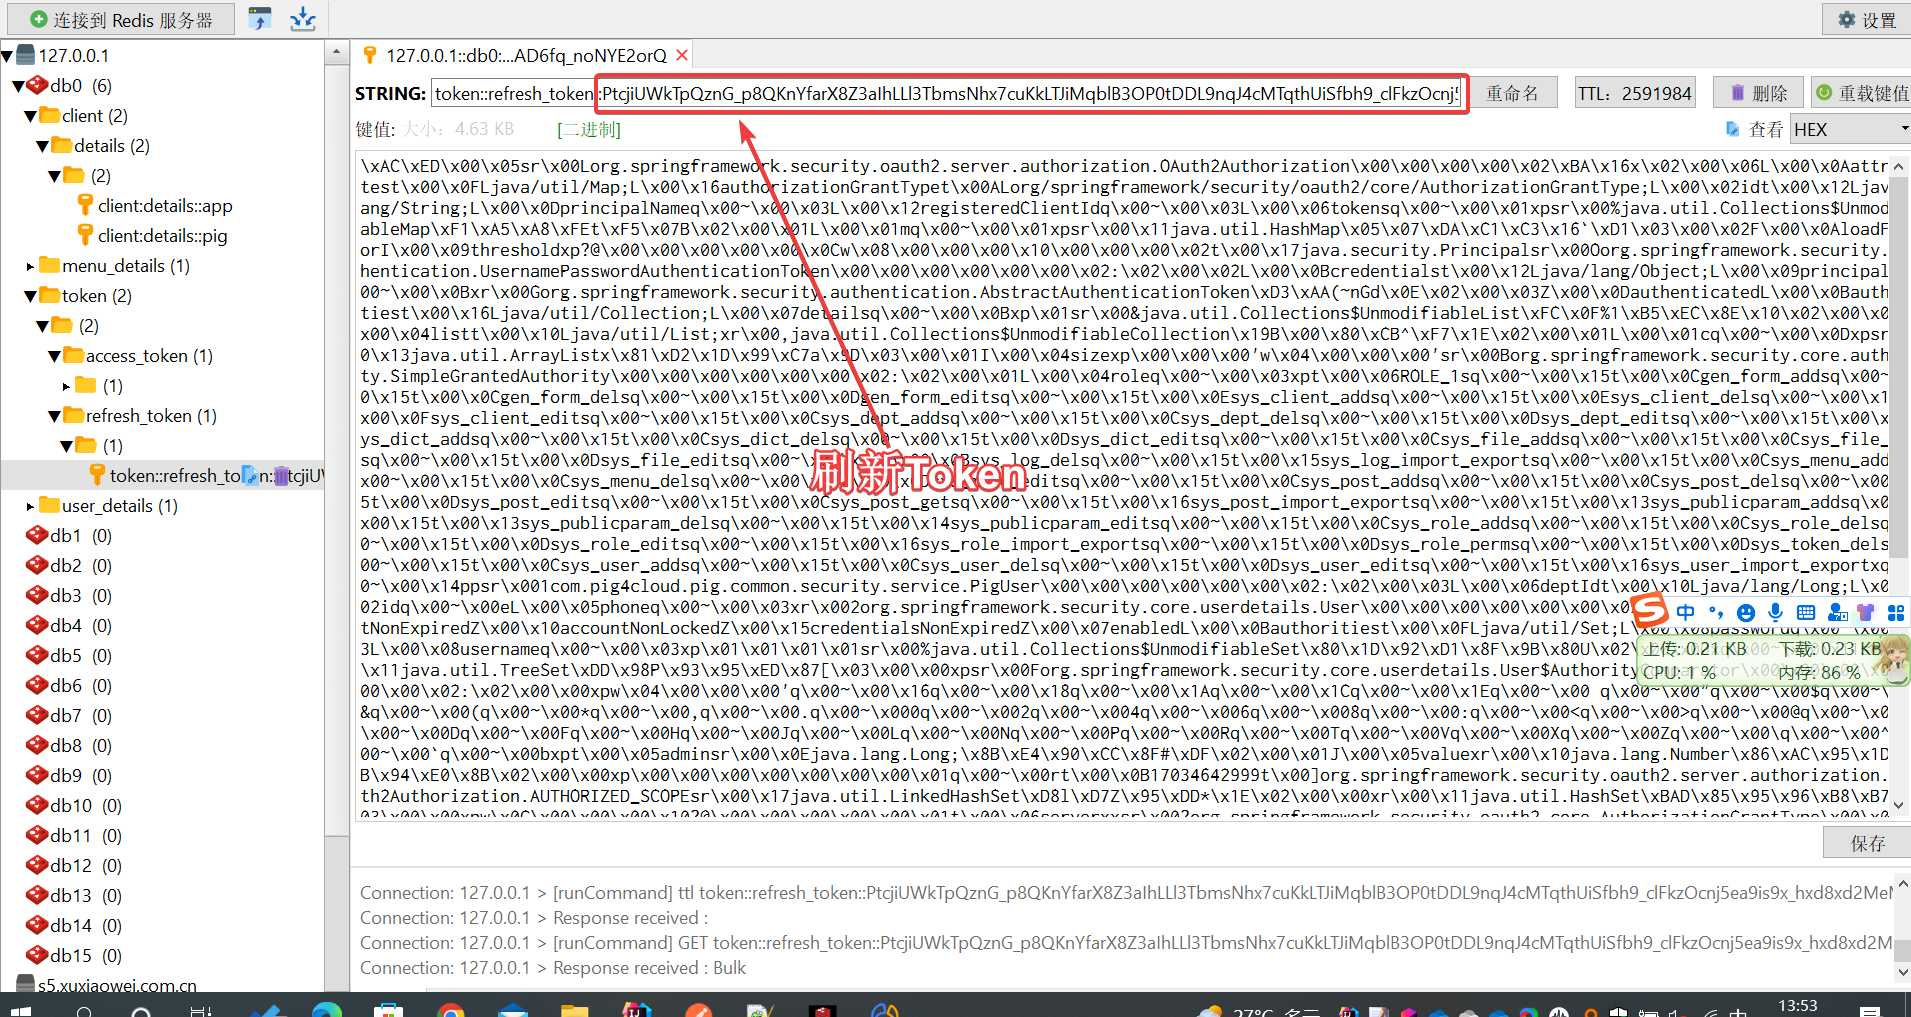 连接到 Redis 服务器
设置
127.0.0.1
db0 (6)
client (2)
details (2)
(2)
client:details::app
client:details::pig
menu_details (1)
token (2)
(2)
access_token (1)
(1)
refresh_token (1)
(1)
token::refresh_to n:: tcjiUW
user_details (1)
db1 (0)
db2 (0)
db3 (0)
db4 (0)
db5 (0)
db6 (0)
db7 (0)
db8 (0)
db9 (0)
db10 (0)
db11 (0)
db12 (0)
db13 (0)
db14 (0)
db15 (0)
s5.xuxiaowei.com.cn
127.0.0.1::db0:...AD6fq_noNYE2orQ
STRING: token::refresh_token::PtcjiUWkTpQznG_p8QKnYfarX8Z3aIhLLl3TbmsNhx7cuKkLTJiMqblB3OP0tDDL9nqJ4cMTqthUiSfbh9_clFkzOcnj5 重命名 TTL: 2591984 删除 重载键值
键值: 大小: 4.63 KB [二进制] 查看 HEX
\xAC\xED\x00\x05sr\x00Lorg.springframework.security.oauth2.server.authorization.OAuth2Authorization\x00\x00\x00\x00\x02\xBA\x16x\x02\x00\x06L\x00\x0Aattr
test\x00\x0FLjava/util/Map;L\x00\x16authorizationGrantTypet\x00ALorg/springframework/security/oauth2/core/AuthorizationGrantType;L\x00\x02idt\x00\x12Ljav
ang/String;L\x00\x0DprincipalNameq\x00~\x00\x03L\x00\x12registeredClientIdq\x00~\x00\x03L\x00\x06tokensq\x00~\x00\x01xpsr\x00%java.util.Collections$Unmod
ableMap\xF1\xA5\xA8\xFEt\xF5\x07B\x02\x00\x01L\x00\x01mq\x00~\x00\x01xpsr\x00\x11java.util.HashMap\x05\x07\xDA\xC1\xC3\x16`\xD1\x03\x00\x02F\x00\x0AloadF
orI\x00\x09thresholdxp?@\x00\x00\x00\x00\x00\x0Cw\x08\x00\x00\x00\x10\x00\x00\x00\x02t\x00\x17java.security.Principalsr\x00Oorg.springframework.security.
hentication.UsernamePasswordAuthenticationToken\x00\x00\x00\x00\x00\x00\x02:\x02\x00\x02L\x00\x0Bcredentialst\x00\x12Ljava/lang/Object;L\x00\x09principal
00~\x00\x0Bxr\x00Gorg.springframework.security.authentication.AbstractAuthenticationToken\xD3\xAA(~nGd\x0E\x02\x00\x03Z\x00\x0DauthenticatedL\x00\x0Bauth
tiest\x00\x16Ljava/util/Collection;L\x00\x07detailsq\x00~\x00\x0Bxp\x01sr\x00&java.util.Collections$UnmodifiableList\xFC\x0F%1\xB5\xEC\x8E\x10\x02\x00\x0
x00\x04listt\x00\x10Ljava/util/List;xr\x00,java.util.Collections$UnmodifiableCollection\x19B\x00\x80\xCB^\xF7\x1E\x02\x00\x01L\x00\x01cq\x00~\x00\x0Dxpsr
0\x13java.util.ArrayListx\x81\xD2\x1D\x99\xC7a\x9D\x03\x00\x01I\x00\x04sizexp\x00\x00\x00'w\x04\x00\x00\x00'sr\x00Borg.springframework.security.core.auth
ty.SimpleGrantedAuthority\x00\x00\x00\x00\x00\x00\x02:\x02\x00\x01L\x00\x04roleq\x00~\x00\x03xpt\x00\x06ROLE_1sq\x00~\x00\x15t\x00\x0Cgen_form_addsq\x00~
0\x15t\x00\x0Cgen_form_delsq\x00~\x00\x15t\x00\x0Dgen_form_editsq\x00~\x00\x15t\x00\x0Esys_client_addsq\x00~\x00\x15t\x00\x0Esys_client_delsq\x00~\x00\x1
x00\x0Fsys_client_editsq\x00~\x00\x15t\x00\x0Csys_dept_addsq\x00~\x00\x15t\x00\x0Csys_dept_delsq\x00~\x00\x15t\x00\x0Dsys_dept_editsq\x00~\x00\x15t\x00\x
ys_dict_addsq\x00~\x00\x15t\x00\x0Csys_dict_delsq\x00~\x00\x15t\x00\x0Dsys_dict_editsq\x00~\x00\x15t\x00\x0Csys_file_addsq\x00~\x00\x15t\x00\x0Csys_file_
sq\x00~\x00\x15t\x00\x0Dsys_file_editsq\x00~\ sys_log_delsq\x00~\x00\x15t\x00\x15sys_log_import_exportsq\x00~\x00\x15t\x00\x0Csys_menu_ad
刷新Token
x00~\x00\x15t\x00\x0Csys_menu_delsq\x00~\x00 editsq\x00~\x00\x15t\x00\x0Csys_post_addsq\x00~\x00\x15t\x00\x0Csys_post_delsq\x00~
5t\x00\x0Dsys_post_editsq\x00~\x00\x15t\x00\x0Csys_post_getsq\x00~\x00\x15t\x00\x16sys_post_import_exportsq\x00~\x00\x15t\x00\x13sys_publicparam_addsq\x0
x00\x15t\x00\x13sys_publicparam_delsq\x00~\x00\x15t\x00\x14sys_publicparam_editsq\x00~\x00\x15t\x00\x0Csys_role_addsq\x00~\x00\x15t\x00\x0Csys_role_delsq
0~\x00\x15t\x00\x0Dsys_role_editsq\x00~\x00\x15t\x00\x16sys_role_import_exportsq\x00~\x00\x15t\x00\x0Dsys_role_permsq\x00~\x00\x15t\x00\x0Dsys_token_dels
\x00~\x00\x15t\x00\x0Csys_user_addsq\x00~\x00\x15t\x00\x0Csys_user_delsq\x00~\x00\x15t\x00\x0Dsys_user_editsq\x00~\x00\x15t\x00\x16sys_user_import_exportxq
0~\x00\x14ppsr\x001com.pig4cloud.pig.common.security.service.PigUser\x00\x00\x00\x00\x00\x00\x02:\x02\x00\x03L\x00\x06deptIdt\x00\x10Ljava/lang/Long;L\x0
02idq\x00~\x00eL\x00\x05phoneq\x00~\x00\x03xr\x002org.springframework.security.core.userdetails.User\x00\x00\x00\x00\x00\x0
tNonExpiredZ\x00\x10accountNonLockedZ\x00\x15credentialsNonExpiredZ\x00\x07enabledL\x00\x0Bauthor;tiest\x00\x0FLjava/util/Set;L
3L\x00\x08usernameq\x00~\x00\x03xp\x01\x01\x01\x01sr\x00%java.util.Collections$UnmodifiableSet\x80\x1D\x92\xD1\x8F\x9B\x80U\x02
\x11java.util.TreeSet\xDD\x98P\x93\x95\xED\x87[\x03\x00\x00xpsr\x00Forg.springframework.security.core.userdetails.User$Authority
00\x00\x02:\x02\x00\x00xpw\x04\x00\x00\x00'q\x00~\x00\x16q\x00~\x00\x18q\x00~\x00\x1Aq\x00~\x00\x1Cq\x00~\x00\x1Eq\x00~\x00 q\x00~\x00"q\x00~\x00$q\x00~\
&q\x00~\x00(q\x00~\x00*q\x00~\x00,q\x00~\x00.q\x00~\x000q\x00~\x002q\x00~\x004q\x00~\x006q\x00~\x008q\x00~\x00:q\x00~\x00<q\x00~\x00>q\x00~\x00@q\x00~\x0
\x00~\x00Dq\x00~\x00Fq\x00~\x00Hq\x00~\x00Jq\x00~\x00Lq\x00~\x00Nq\x00~\x00Pq\x00~\x00Rq\x00~\x00Tq\x00~\x00Vq\x00~\x00Xq\x00~\x00Zq\x00~\x00\q\x00~\x00^
00~\x00`q\x00~\x00bxpt\x00\x05adminsr\x00\x0Ejava.lang.Long;\x8B\xE4\x90\xCC\x8F#\xDF\x02\x00\x01J\x00\x05valuexr\x00\x10java.lang.Number\x86\xAC\x95\x1D
B\x94\xE0\x8B\x02\x00\x00xp\x00\x00\x00\x00\x00\x00\x00\x01q\x00~\x00rt\x00\x0B17034642999t\x00]org.springframework.security.oauth2.server.authorization.
th2Authorization.AUTHORIZED_SCOPEsr\x00\x17java.util.LinkedHashSet\xD8l\xD7Z\x95\xDD*\x1E\x02\x00\x00xr\x00\x11java.util.HashSet\xBAD\x85\x95\x96\xB8\xB7
中
上传: 0.21 KB 下载: 0.23 KB
CPU: 1 % 内存: 86 %
保存
Connection: 127.0.0.1 > [runCommand] ttl token::refresh_token::PtcjiUWkTpQznG_p8QKnYfarX8Z3aIhLLl3TbmsNhx7cuKkLTJiMqblB3OP0tDDL9nqJ4cMTqthUiSfbh9_clFkzOcnj5ea9is9x_hxd8xd2MeM
Connection: 127.0.0.1 > Response received :
Connection: 127.0.0.1 > [runCommand] GET token::refresh_token::PtcjiUWkTpQznG_p8QKnYfarX8Z3aIhLLl3TbmsNhx7cuKkLTJiMqblB3OP0tDDL9nqJ4cMTqthUiSfbh9_clFkzOcnj5ea9is9x_hxd8xd2M
Connection: 127.0.0.1 > Response received : Bulk
27°C 多云
中
13:53